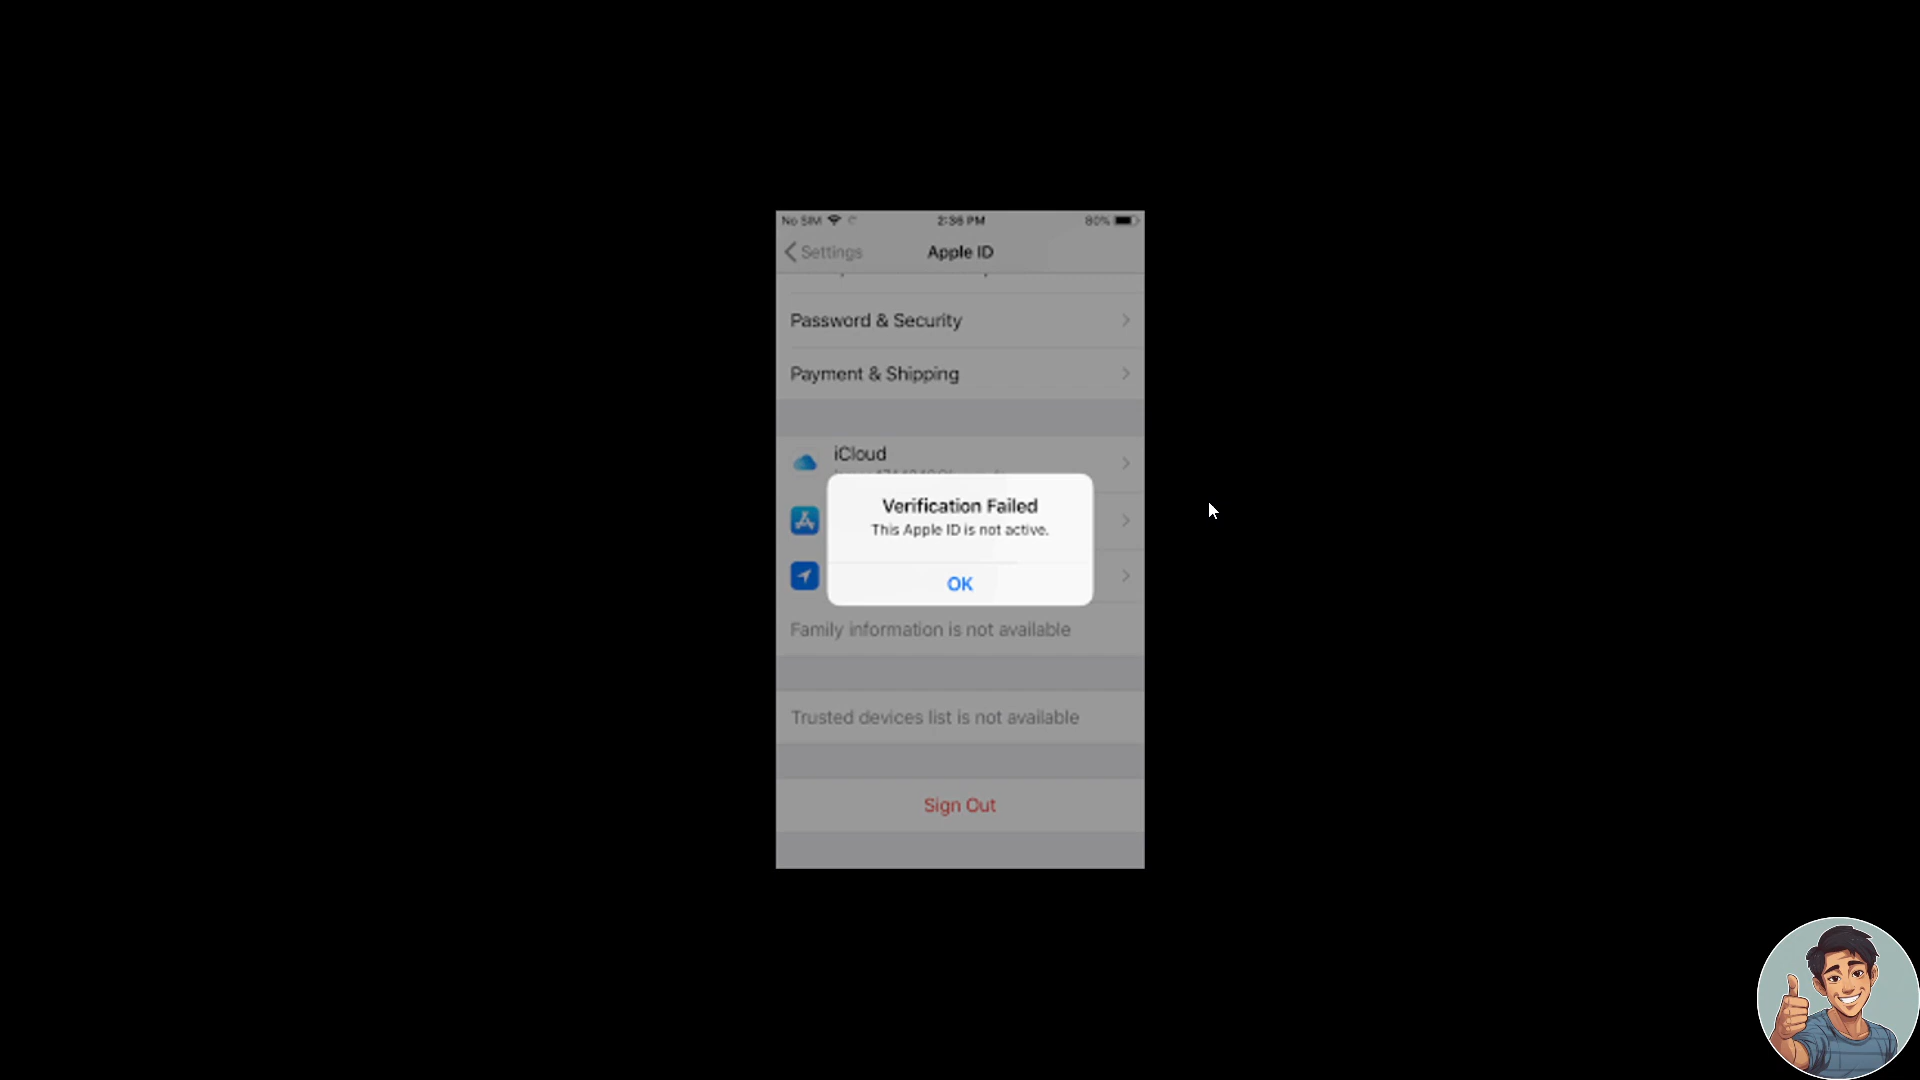 No SIM 2:36 PM 80%
Settings Apple ID
Password & Security
Payment & Shipping
iCloud
Verification Failed
This Apple ID is not active.
OK
Family information is not available
Trusted devices list is not available
Sign Out